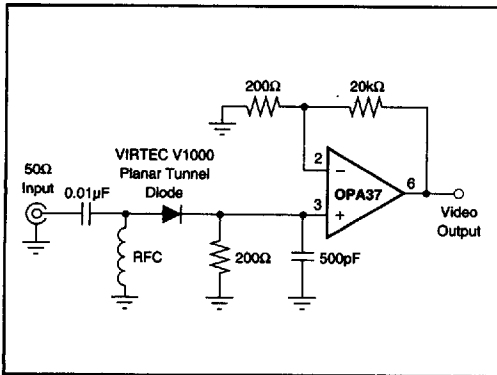 200Ω
20kΩ
VIRTEC V1000
Planar Tunnel
Diode
50Ω
Input
0.01µF
2
−
OPA37
6
3
+
Video
Output
RFC
200Ω
500pF